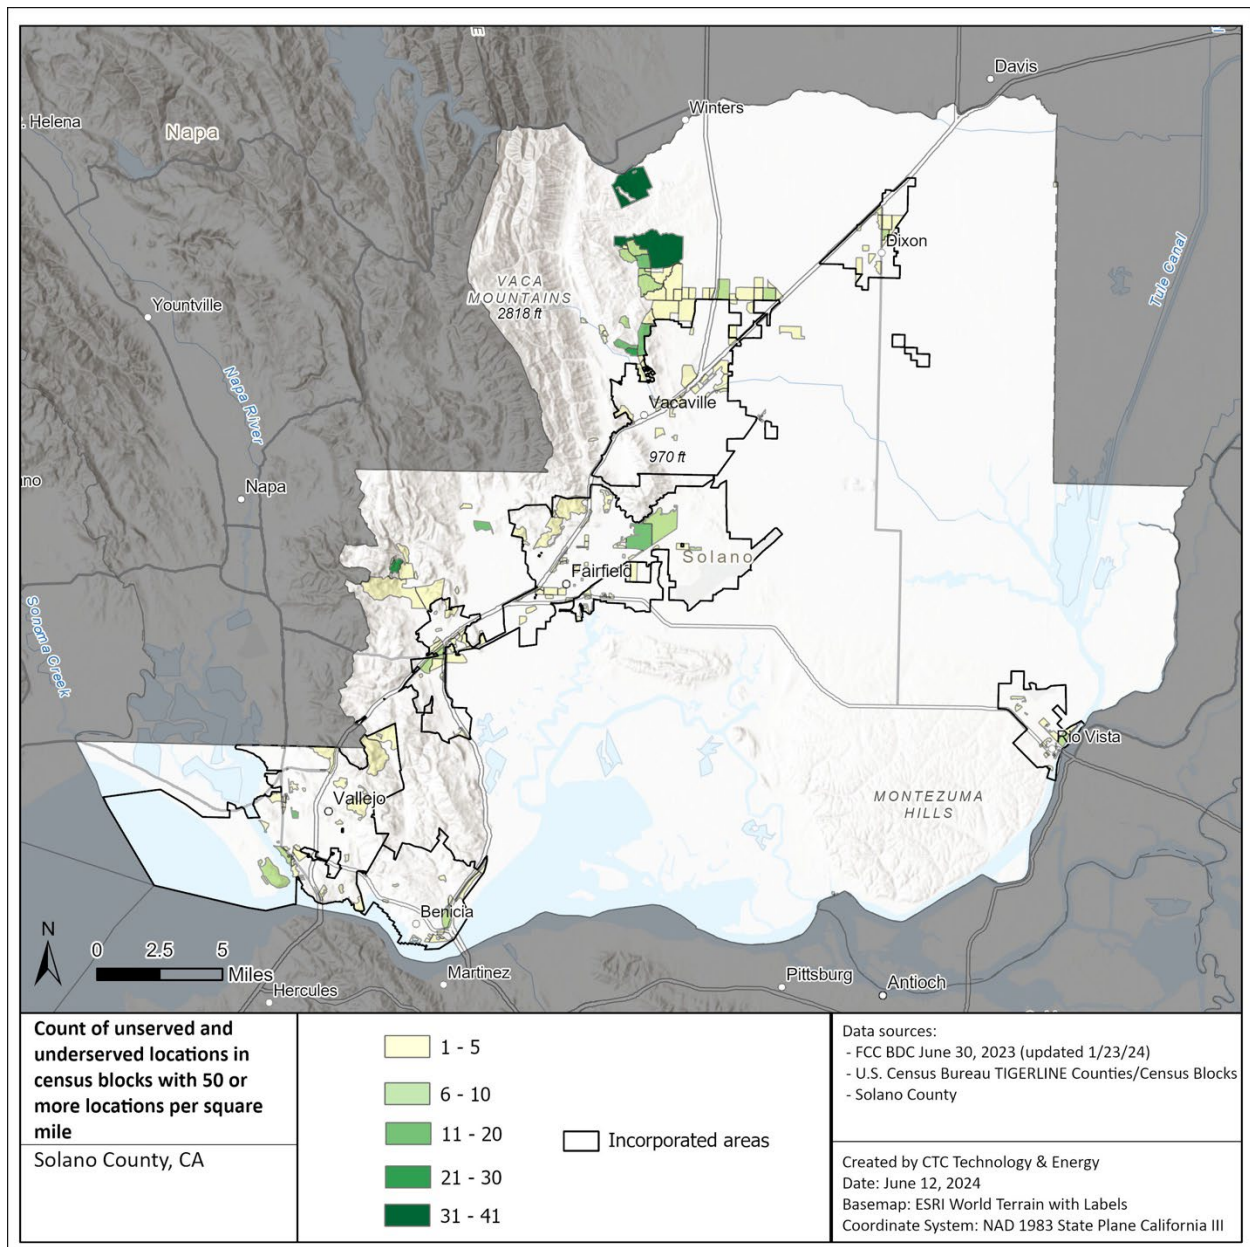 Davis
Winters
. Helena
Napa
Dixon
Tule Canal
VACA
MOUNTAINS
2818 ft
Yountville
Napa River
Vacaville
970 ft
no
Napa
Solano
Fairfield
Sonoma Creek
Rio Vista
MONTEZUMA
HILLS
Vallejo
Benicia
N
0 2.5 5
Miles
Martinez
Hercules
Pittsburg
Antioch
Count of unserved and
underserved locations in
census blocks with 50 or
more locations per square
mile
Solano County, CA
1 - 5
6 - 10
11 - 20
21 - 30
31 - 41
Incorporated areas
Data sources:
- FCC BDC June 30, 2023 (updated 1/23/24)
- U.S. Census Bureau TIGERLINE Counties/Census Blocks
- Solano County
Created by CTC Technology & Energy
Date: June 12, 2024
Basemap: ESRI World Terrain with Labels
Coordinate System: NAD 1983 State Plane California III